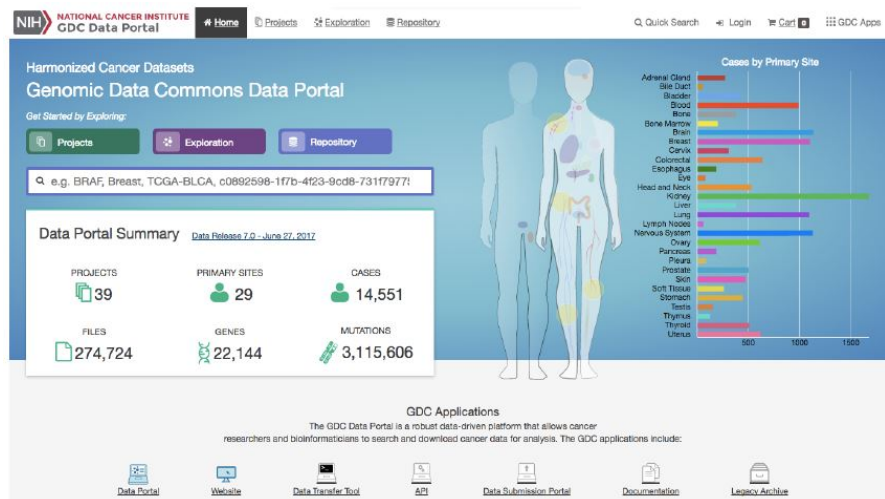 NIH NATIONAL CANCER INSTITUTE
GDC Data Portal
Home
Projects
Exploration
Repository
Quick Search
Login
Cart 0
GDC Apps
Harmonized Cancer Datasets
Genomic Data Commons Data Portal
Get Started by Exploring:
Projects
Exploration
Repository
e.g. BRAF, Breast, TCGA-BLCA, c0892598-1f7b-4f23-9cd8-731f7977
Data Portal Summary
Data Release 7.0 - June 27, 2017
PROJECTS
39
PRIMARY SITES
29
CASES
14,551
FILES
274,724
GENES
22,144
MUTATIONS
3,115,606
Cases by Primary Site
Adrenal Gland
Bile Duct
Bladder
Blood
Bone
Bone Marrow
Brain
Breast
Cervix
Colorectal
Esophagus
Eye
Head and Neck
Kidney
Liver
Lung
Lymph Nodes
Nervous System
Ovary
Pancreas
Pleura
Prostate
Skin
Soft Tissue
Stomach
Testis
Thymus
Thyroid
Uterus
500
1000
1500
GDC Applications
The GDC Data Portal is a robust data-driven platform that allows cancer
researchers and bioinformaticians to search and download cancer data for analysis. The GDC applications include:
Data Portal
Website
Data Transfer Tool
API
Data Submission Portal
Documentation
Legacy Archive